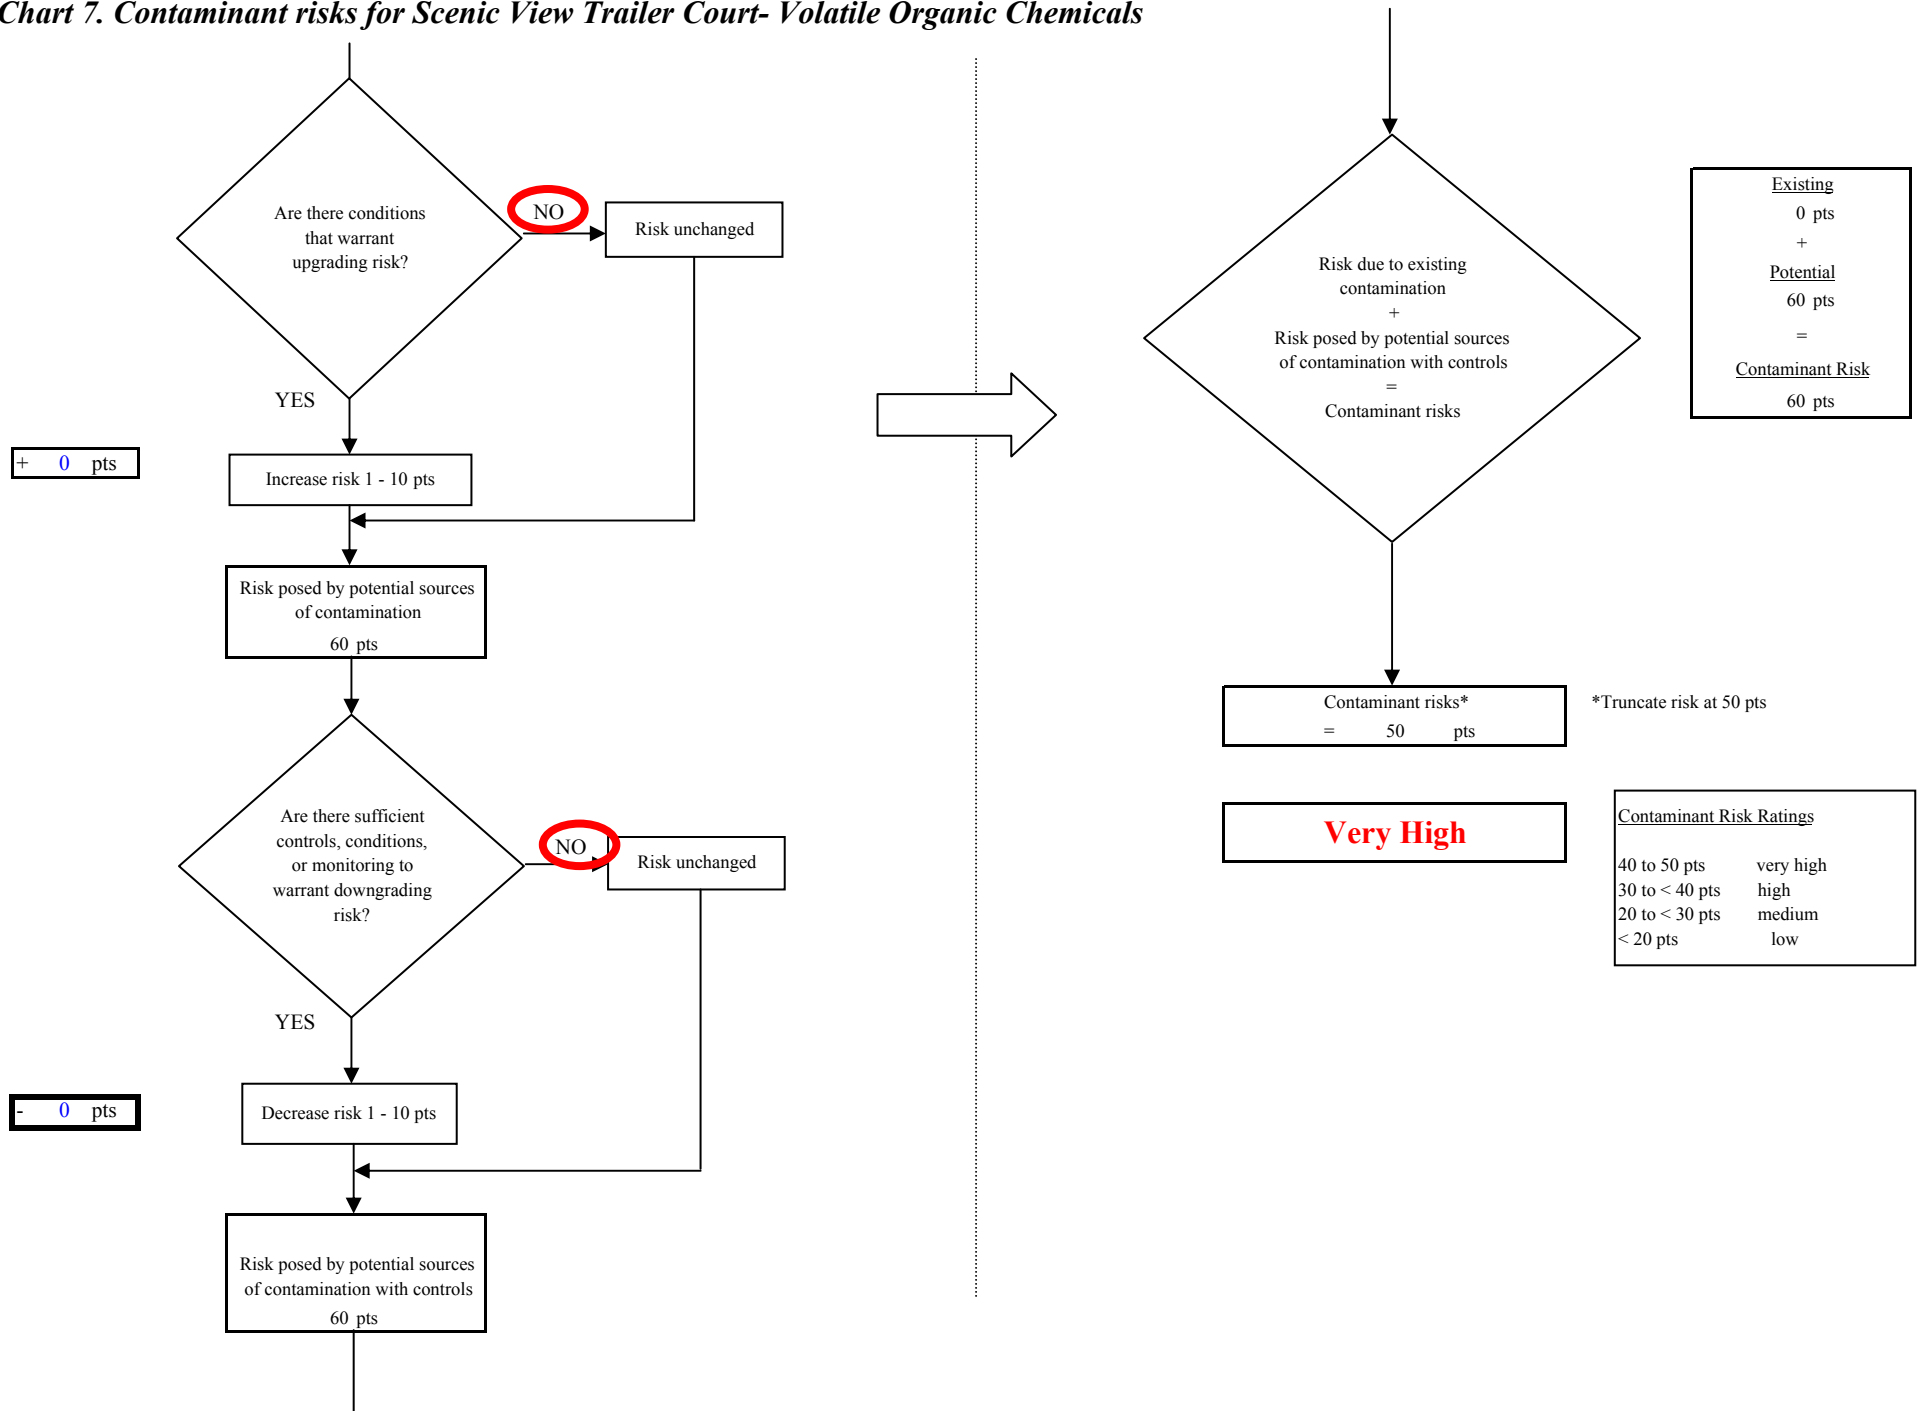 Chart 7. Contaminant risks for Scenic View Trailer Court- Volatile Organic Chemicals
Are there conditions
that warrant
upgrading risk?
NO
Risk unchanged
YES
+ 0 pts
Increase risk 1 - 10 pts
Risk posed by potential sources
of contamination
60 pts
Are there sufficient
controls, conditions,
or monitoring to
warrant downgrading
risk?
NO
Risk unchanged
YES
- 0 pts
Decrease risk 1 - 10 pts
Risk posed by potential sources
of contamination with controls
60 pts
Risk due to existing
contamination
+
Risk posed by potential sources
of contamination with controls
=
Contaminant risks
Existing
0 pts
+
Potential
60 pts
=
Contaminant Risk
60 pts
Contaminant risks*
= 50 pts
*Truncate risk at 50 pts
Very High
Contaminant Risk Ratings
40 to 50 pts very high
30 to < 40 pts high
20 to < 30 pts medium
< 20 pts low